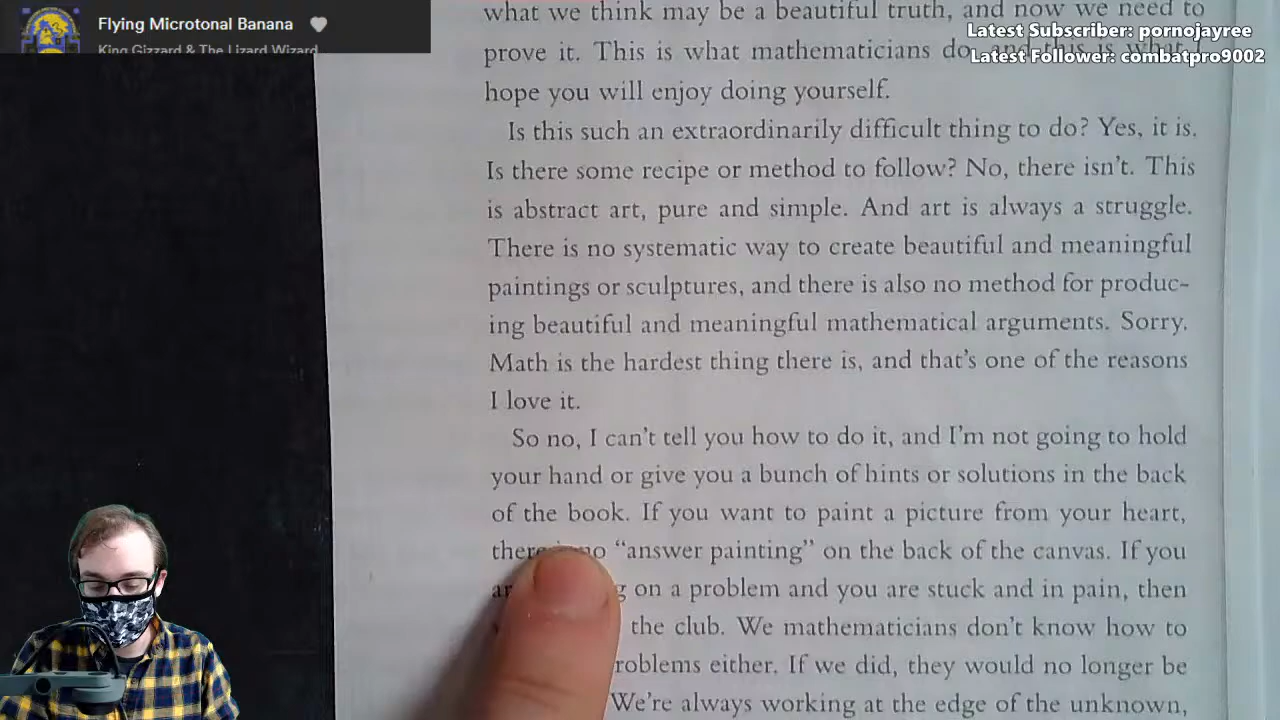 Flying Microtonal Banana
King Gizzard & The Lizard Wizard
Latest Subscriber: pornojayree
Latest Follower: combatpro9002
what we think may be a beautiful truth, and now we need to
prove it. This is what mathematicians do, and this is what I
hope you will enjoy doing yourself.
Is this such an extraordinarily difficult thing to do? Yes, it is.
Is there some recipe or method to follow? No, there isn't. This
is abstract art, pure and simple. And art is always a struggle.
There is no systematic way to create beautiful and meaningful
paintings or sculptures, and there is also no method for produc-
ing beautiful and meaningful mathematical arguments. Sorry.
Math is the hardest thing there is, and that's one of the reasons
I love it.
So no, I can't tell you how to do it, and I'm not going to hold
your hand or give you a bunch of hints or solutions in the back
of the book. If you want to paint a picture from your heart,
there is no “answer painting” on the back of the canvas. If you
on a problem and you are stuck and in pain, then
the club. We mathematicians don't know how to
either. If we did, they would no longer be
We're always working at the edge of the unknown,